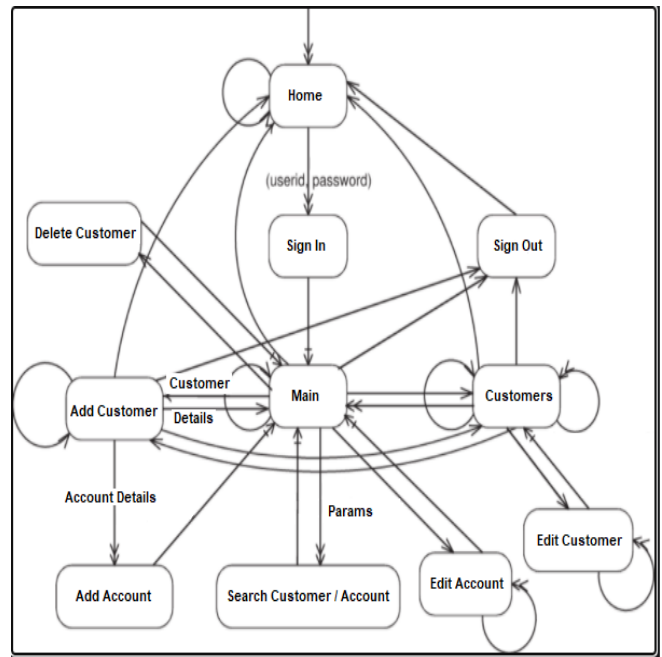 Home
(userid, password)
Delete Customer
Sign In
Sign Out
Customer
Add Customer
Main
Customers
Details
Account Details
Params
Edit Customer
Add Account
Search Customer / Account
Edit Account